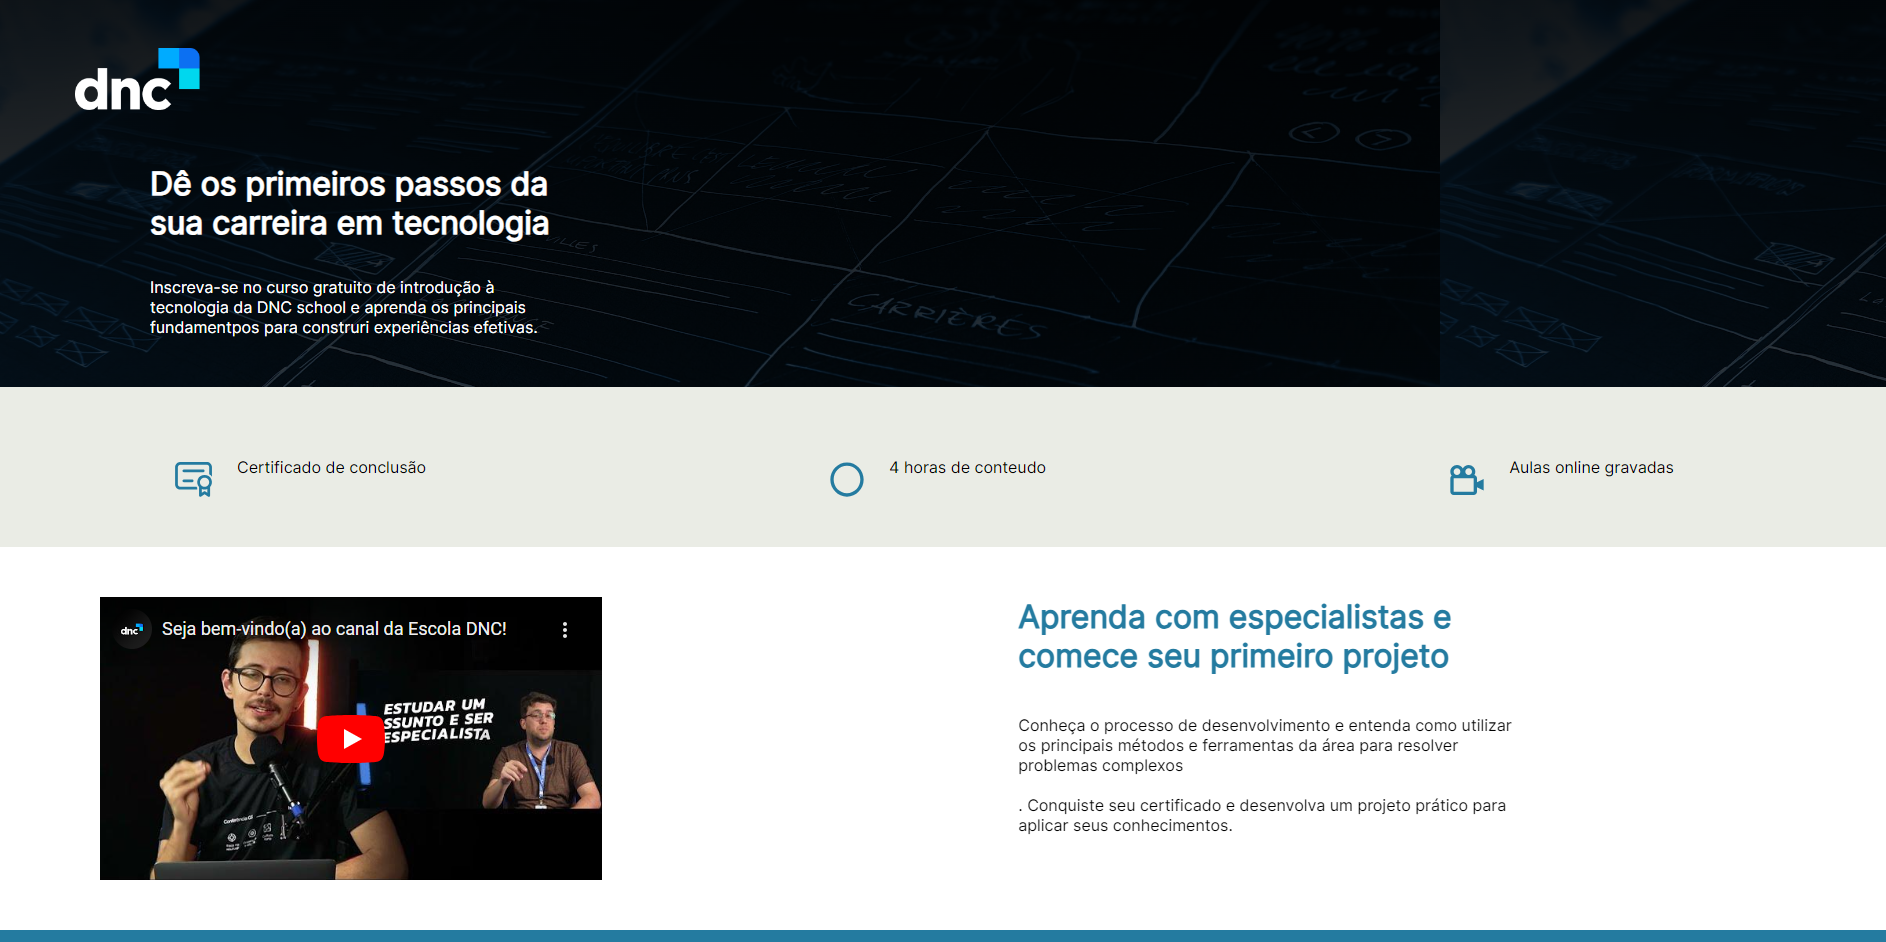 dnc
Dê os primeiros passos da
sua carreira em tecnologia
Inscreva-se no curso gratuito de introdução à
tecnologia da DNC school e aprenda os principais
fundamentpos para construri experiências efetivas.
CARRIÈRES
Certificado de conclusão
4 horas de conteudo
Aulas online gravadas
dnc
Seja bem-vindo(a) ao canal da Escola DNC!
ESTUDAR UM
SSUNTO E SER
ESPECIALISTA
Aprenda com especialistas e
comece seu primeiro projeto
Conheça o processo de desenvolvimento e entenda como utilizar
os principais métodos e ferramentas da área para resolver
problemas complexos
. Conquiste seu certificado e desenvolva um projeto prático para
aplicar seus conhecimentos.